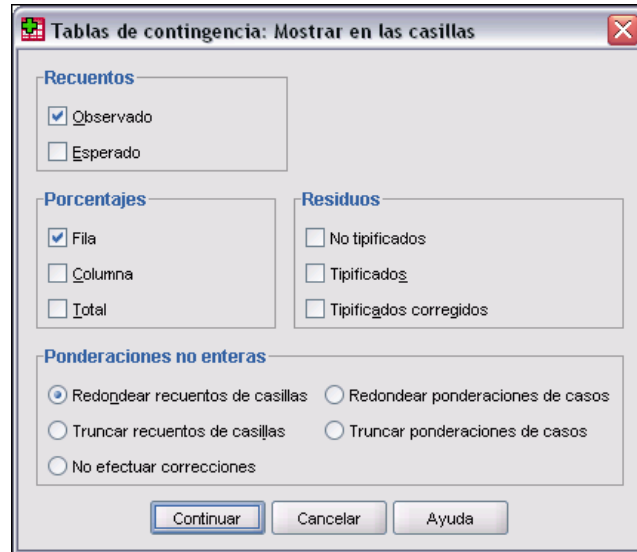 Tablas de contingencia: Mostrar en las casillas
Recuentos
Observado
Esperado
Porcentajes
Fila
Columna
Total
Residuos
No tipificados
Tipificados
Tipificados corregidos
Ponderaciones no enteras
Redondear recuentos de casillas
Redondear ponderaciones de casos
Truncar recuentos de casillas
Truncar ponderaciones de casos
No efectuar correcciones
Continuar
Cancelar
Ayuda